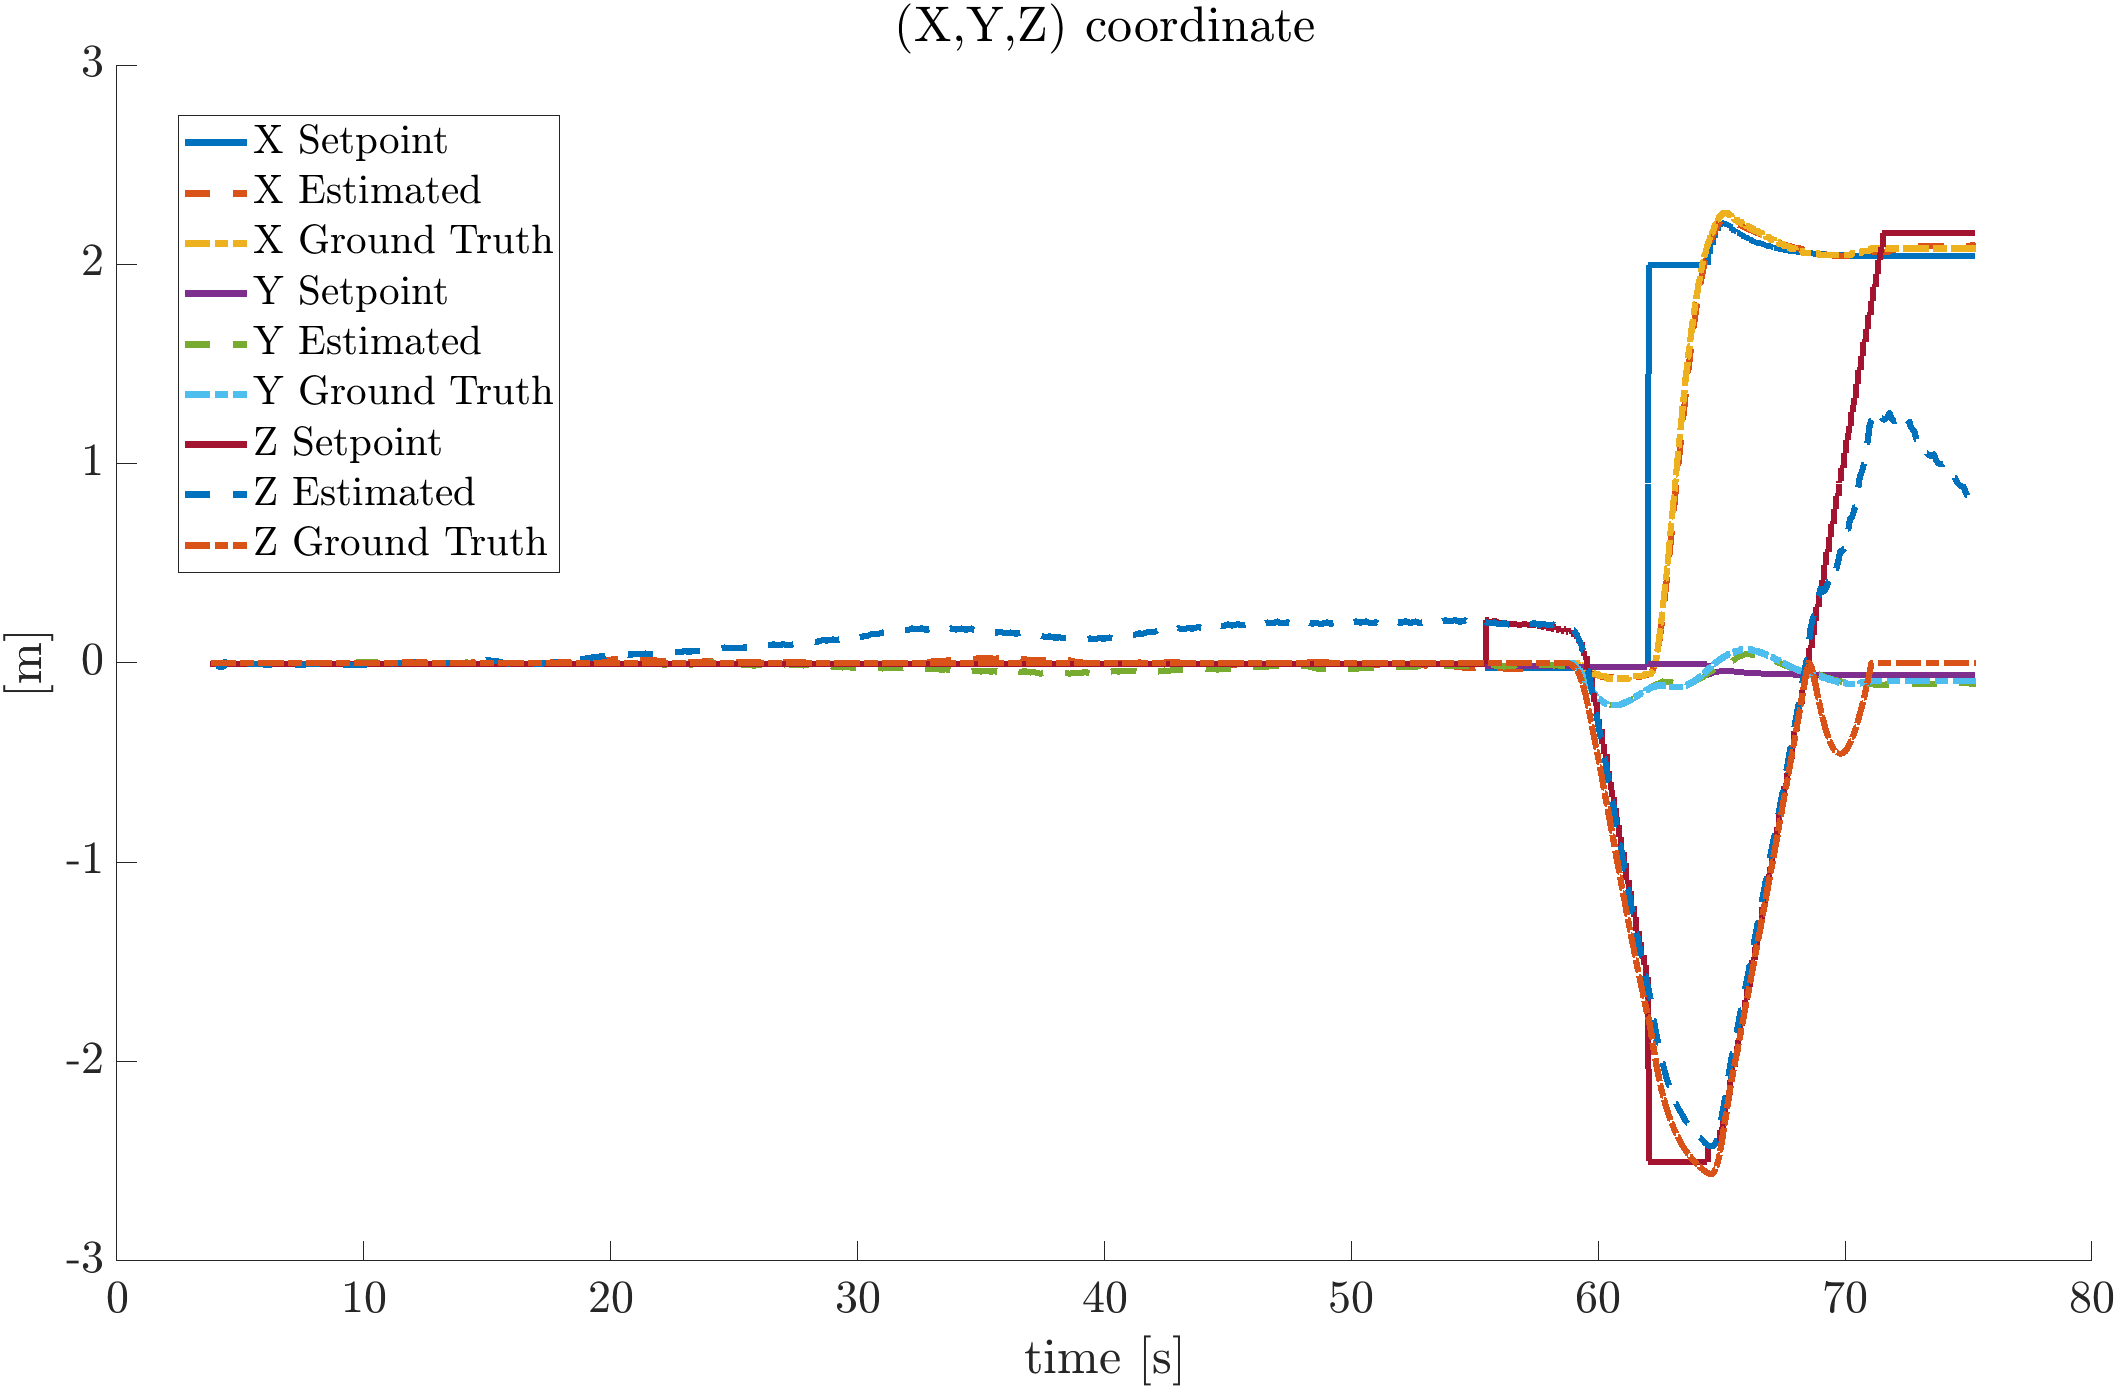 (X,Y,Z) coordinate
3
2
1
0
-1
-2
-3
[m]
X Setpoint
X Estimated
X Ground Truth
Y Setpoint
Y Estimated
Y Ground Truth
Z Setpoint
Z Estimated
Z Ground Truth
0 10 20 30 40 50 60 70 80
time [s]